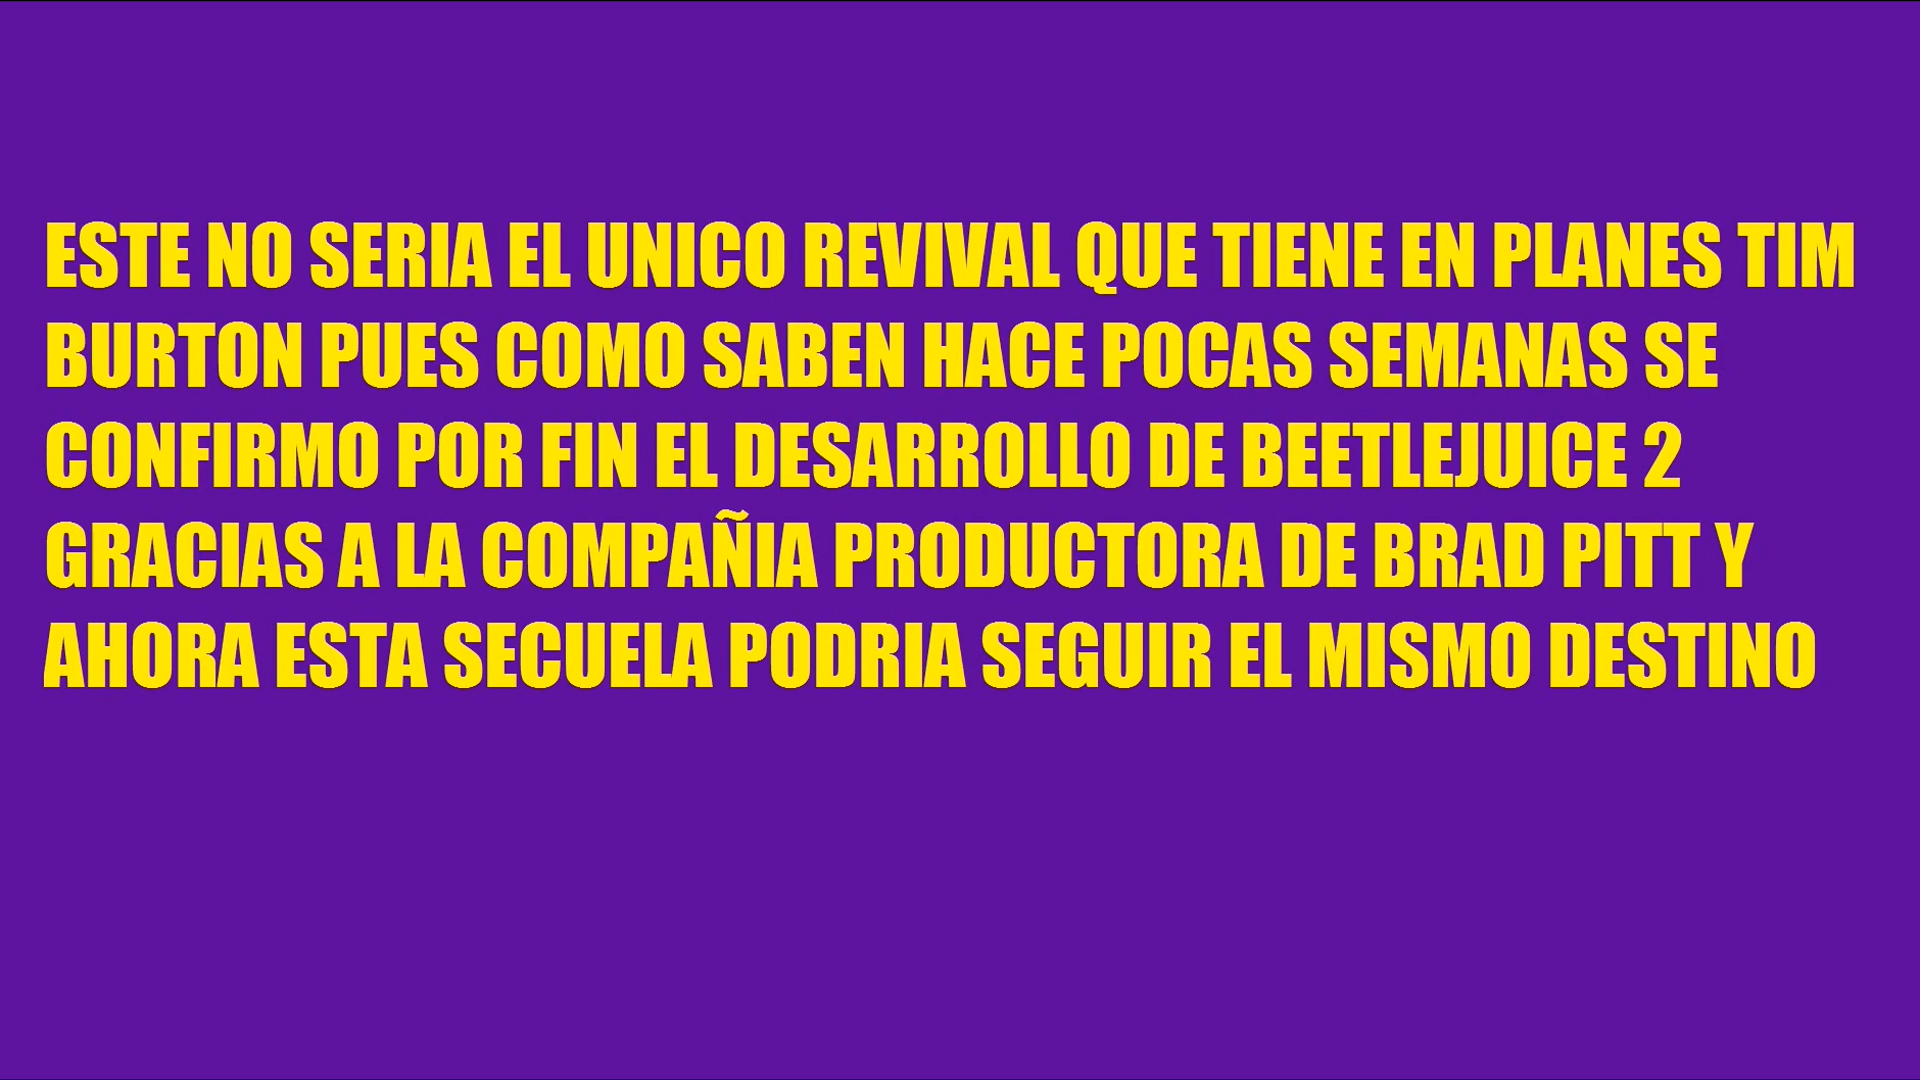 ESTE NO SERIA EL UNICO REVIVAL QUE TIENE EN PLANES TIM
BURTON PUES COMO SABEN HACE POCAS SEMANAS SE
CONFIRMO POR FIN EL DESARROLLO DE BEETLEJUICE 2
GRACIAS A LA COMPAÑIA PRODUCTORA DE BRAD PITT Y
AHORA ESTA SECUELA PODRIA SEGUIR EL MISMO DESTINO